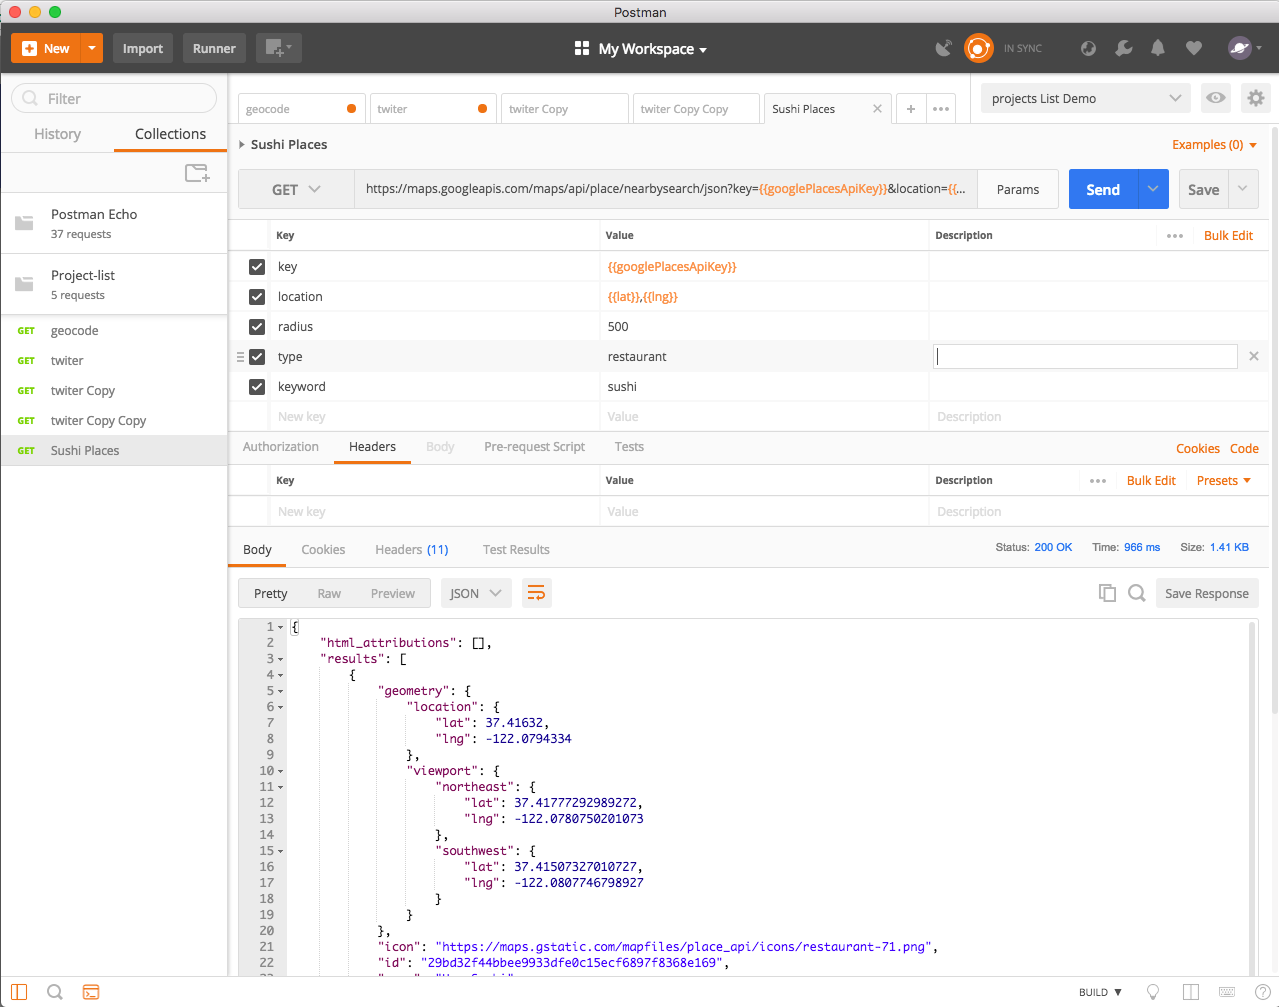 Postman
New
Import
Runner
My Workspace
IN SYNC
Filter
History
Collections
Postman Echo
37 requests
Project-list
5 requests
GET geocode
GET twiter
GET twiter Copy
GET twiter Copy Copy
GET Sushi Places
geocode
twiter
twiter Copy
twiter Copy Copy
Sushi Places
projects List Demo
Sushi Places
Examples (0)
GET
https://maps.googleapis.com/maps/api/place/nearbysearch/json?key={{googlePlacesApiKey}}&location={{...
Params
Send
Save
Key Value Description Bulk Edit
key {{googlePlacesApiKey}}
location {{lat}},{{lng}}
radius 500
type restaurant
keyword sushi
New key Value Description
Authorization Headers Body Pre-request Script Tests Cookies Code
Key Value Description Bulk Edit Presets
New key Value Description
Body Cookies Headers (11) Test Results Status: 200 OK Time: 966 ms Size: 1.41 KB
Pretty Raw Preview JSON Save Response
1 {
2 "html_attributions": [],
3 "results": [
4 {
5 "geometry": {
6 "location": {
7 "lat": 37.41632,
8 "lng": -122.0794334
9 },
10 "viewport": {
11 "northeast": {
12 "lat": 37.41777292989272,
13 "lng": -122.0780750201073
14 },
15 "southwest": {
16 "lat": 37.41507327010727,
17 "lng": -122.0807746798927
18 }
19 }
20 },
21 "icon": "https://maps.gstatic.com/mapfiles/place_api/icons/restaurant-71.png",
22 "id": "29bd32f44bbee9933dfe0c15ecf6897f8368e169",
BUILD